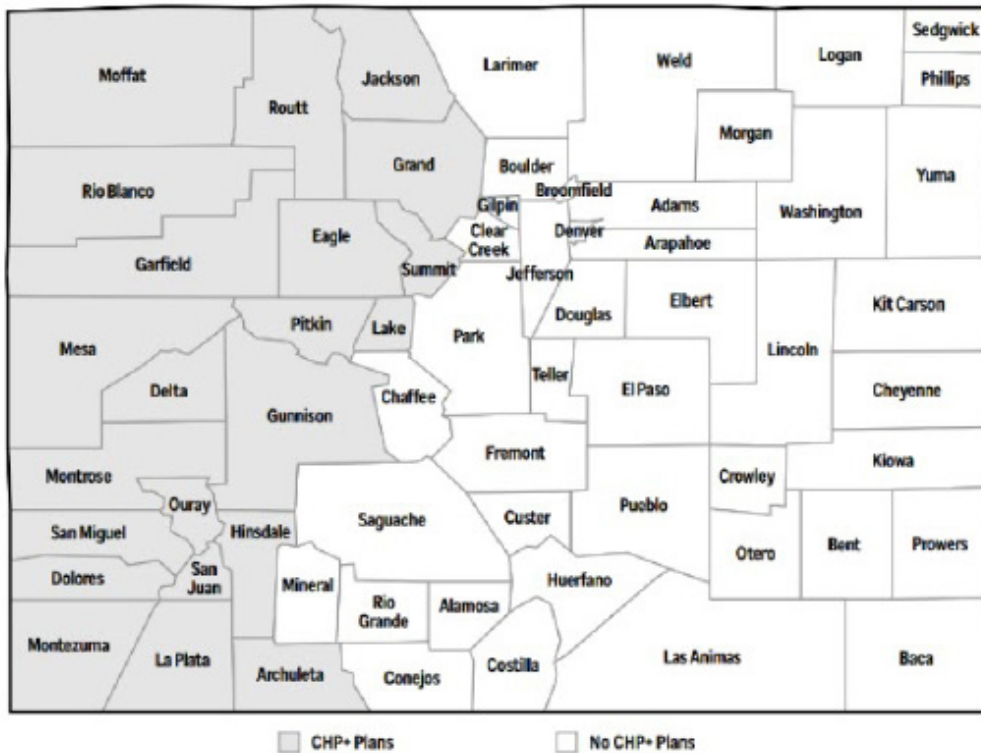 Sedgwick
Logan
Larimer
Weld
Moffat
Jackson
Phillips
Routt
Morgan
Grand
Boulder
Yuma
Rio Blanco
Broomfield
Gilpin
Adams
Washington
Clear
Creek
Denver
Eagle
Arapahoe
Garfield
Summit
Jefferson
Kit Carson
Elbert
Douglas
Pitkin
Lake
Park
Mesa
Lincoln
Teller
Delta
El Paso
Cheyenne
Chaffee
Gunnison
Fremont
Kiowa
Montrose
Crowley
Ouray
Pueblo
Saguache
Custer
San Miguel
Hinsdale
Otero
Bent
Prowers
Dolores
San
Juan
Mineral
Huerfano
Rio
Grande
Alamosa
Montezuma
La Plata
Archuleta
Conejos
Costilla
Las Animas
Baca
CHP+ Plans
No CHP+ Plans